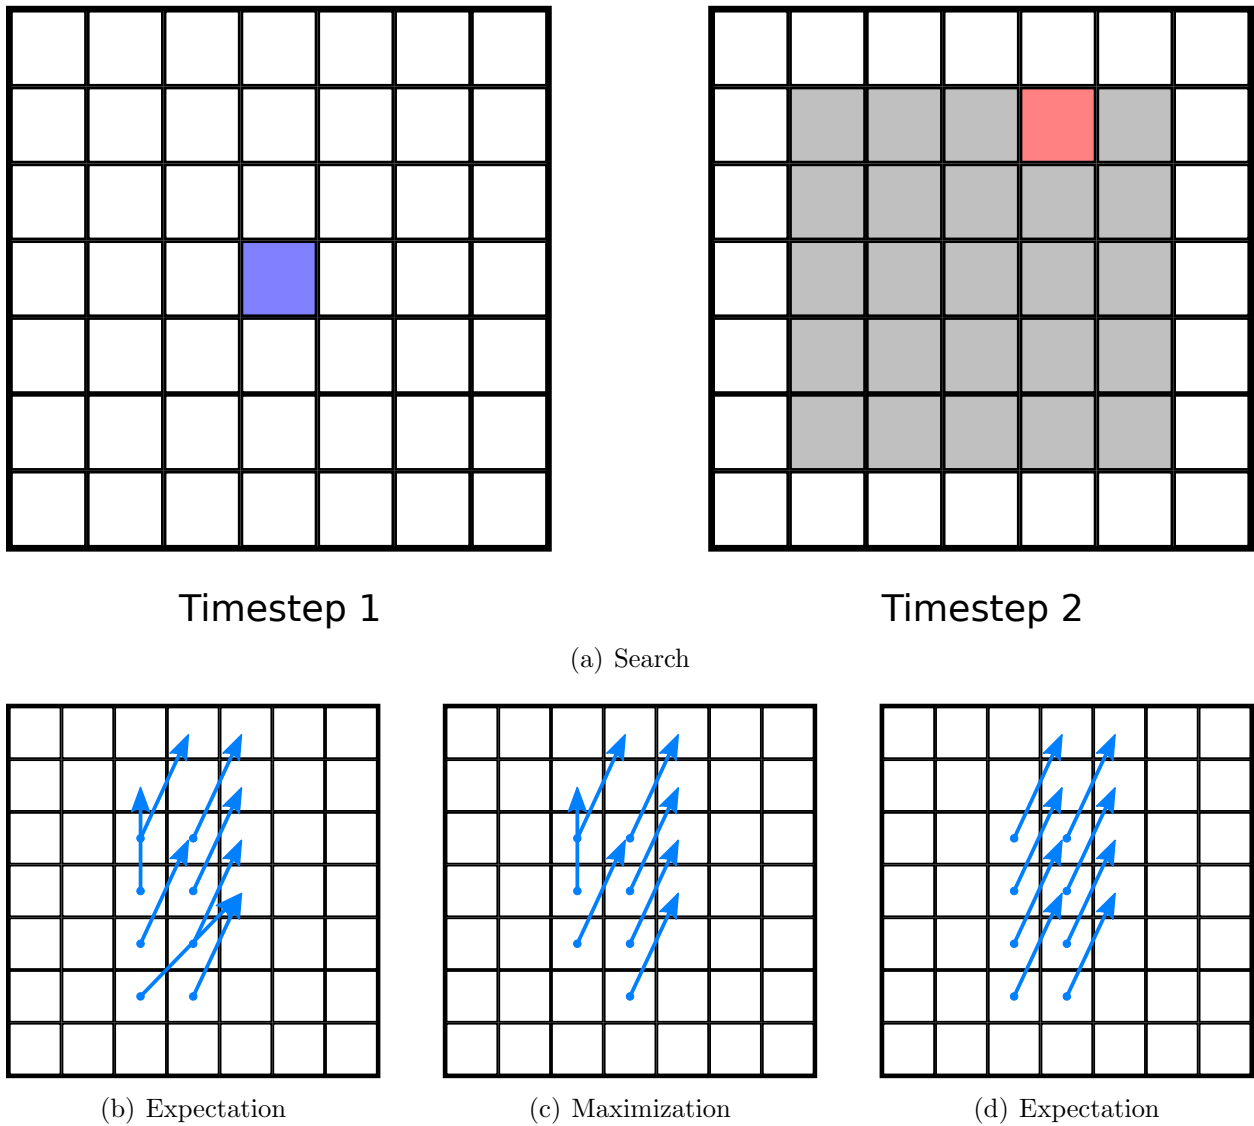 Timestep 1 Timestep 2
(a) Search
(b) Expectation (c) Maximization (d) Expectation